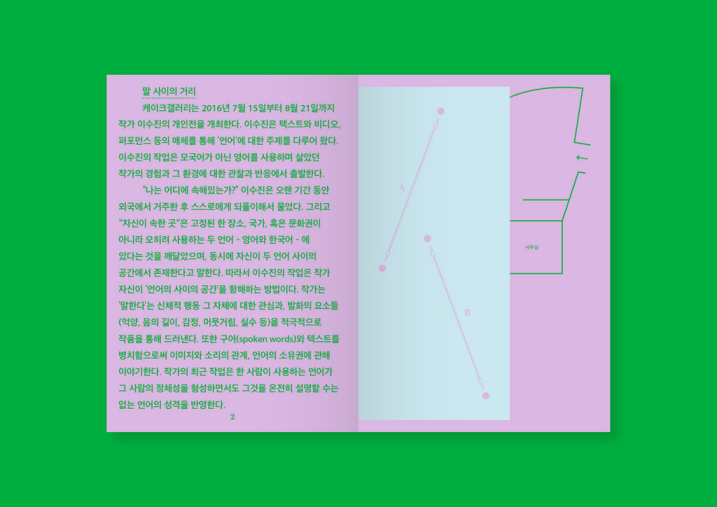 말 사이의 거리
케이크갤러리는 2016년 7월 15일부터 8월 21일까지
작가 이수진의 개인전을 개최한다. 이수진은 텍스트와 비디오,
퍼포먼스 등의 매체를 통해 '언어'에 대한 주제를 다루어 왔다.
이수진의 작업은 모국어가 아닌 영어를 사용하며 살았던
작가의 경험과 그 환경에 대한 관찰과 반응에서 출발한다.
"나는 어디에 속해있는가?" 이수진은 오랜 기간 동안
외국에서 거주한 후 스스로에게 되풀이해서 물었다. 그리고
"자신이 속한 곳"은 고정된 한 장소, 국가, 혹은 문화권이
아니라 오히려 사용하는 두 언어 - 영어와 한국어 - 에
있다는 것을 깨달았으며, 동시에 자신이 두 언어 사이의
공간에서 존재한다고 말한다. 따라서 이수진의 작업은 작가
자신이 '언어의 사이의 공간'을 항해하는 방법이다. 작가는
'말한다'는 신체적 행동 그 자체에 대한 관심과, 발화의 요소들
(억양, 음의 길이, 감정, 머뭇거림, 실수 등)을 적극적으로
작품을 통해 드러낸다. 또한 구어(spoken words)와 텍스트를
병치함으로써 이미지와 소리의 관계, 언어의 소유권에 관해
이야기한다. 작가의 최근 작업은 한 사람이 사용하는 언어가
그 사람의 정체성을 형성하면서도 그것을 온전히 설명할 수는
없는 언어의 성격을 반영한다.
2
I
II
사무실